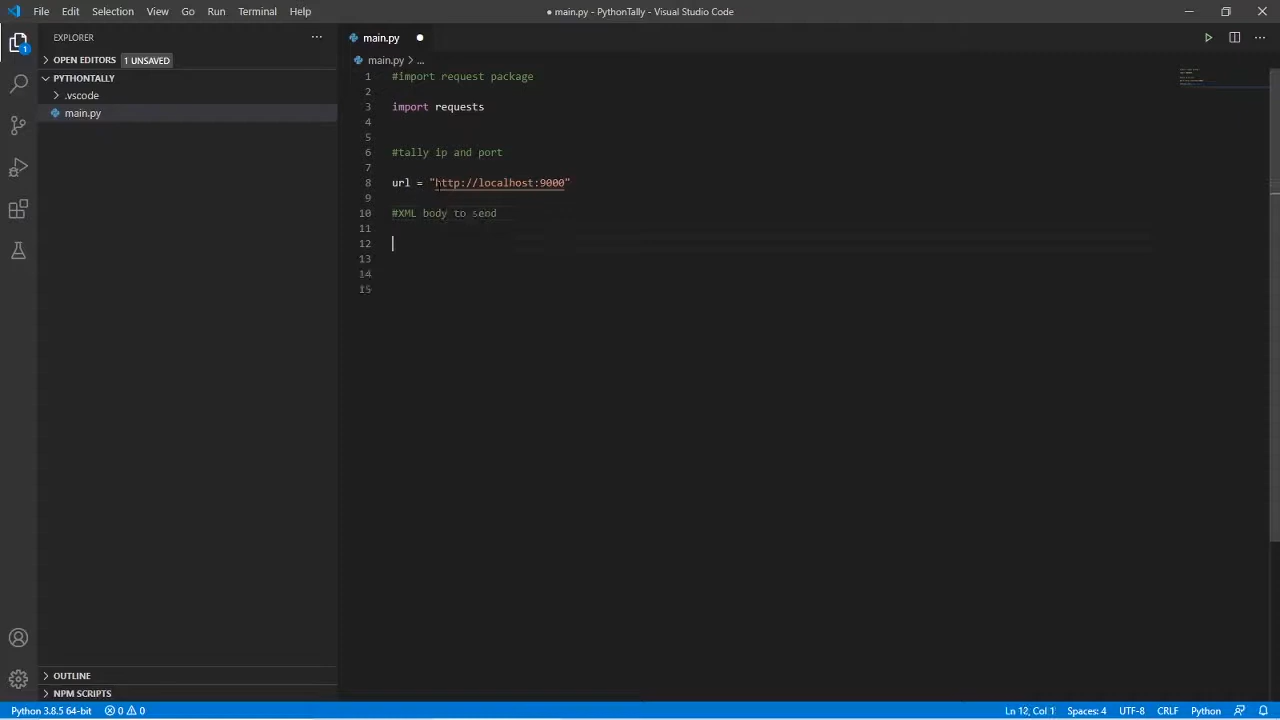 File Edit Selection View Go Run Terminal Help
● main.py - PythonTally - Visual Studio Code
EXPLORER
OPEN EDITORS 1 UNSAVED
PYTHONTALLY
.vscode
main.py
OUTLINE
NPM SCRIPTS
main.py
main.py > ...
1 #import request package
2
3 import requests
4
5
6 #tally ip and port
7
8 url = "http://localhost:9000"
9
10 #XML body to send
11
12
13
14
15
1
Python 3.8.5 64-bit 0 0
Ln 12, Col 1 Spaces: 4 UTF-8 CRLF Python